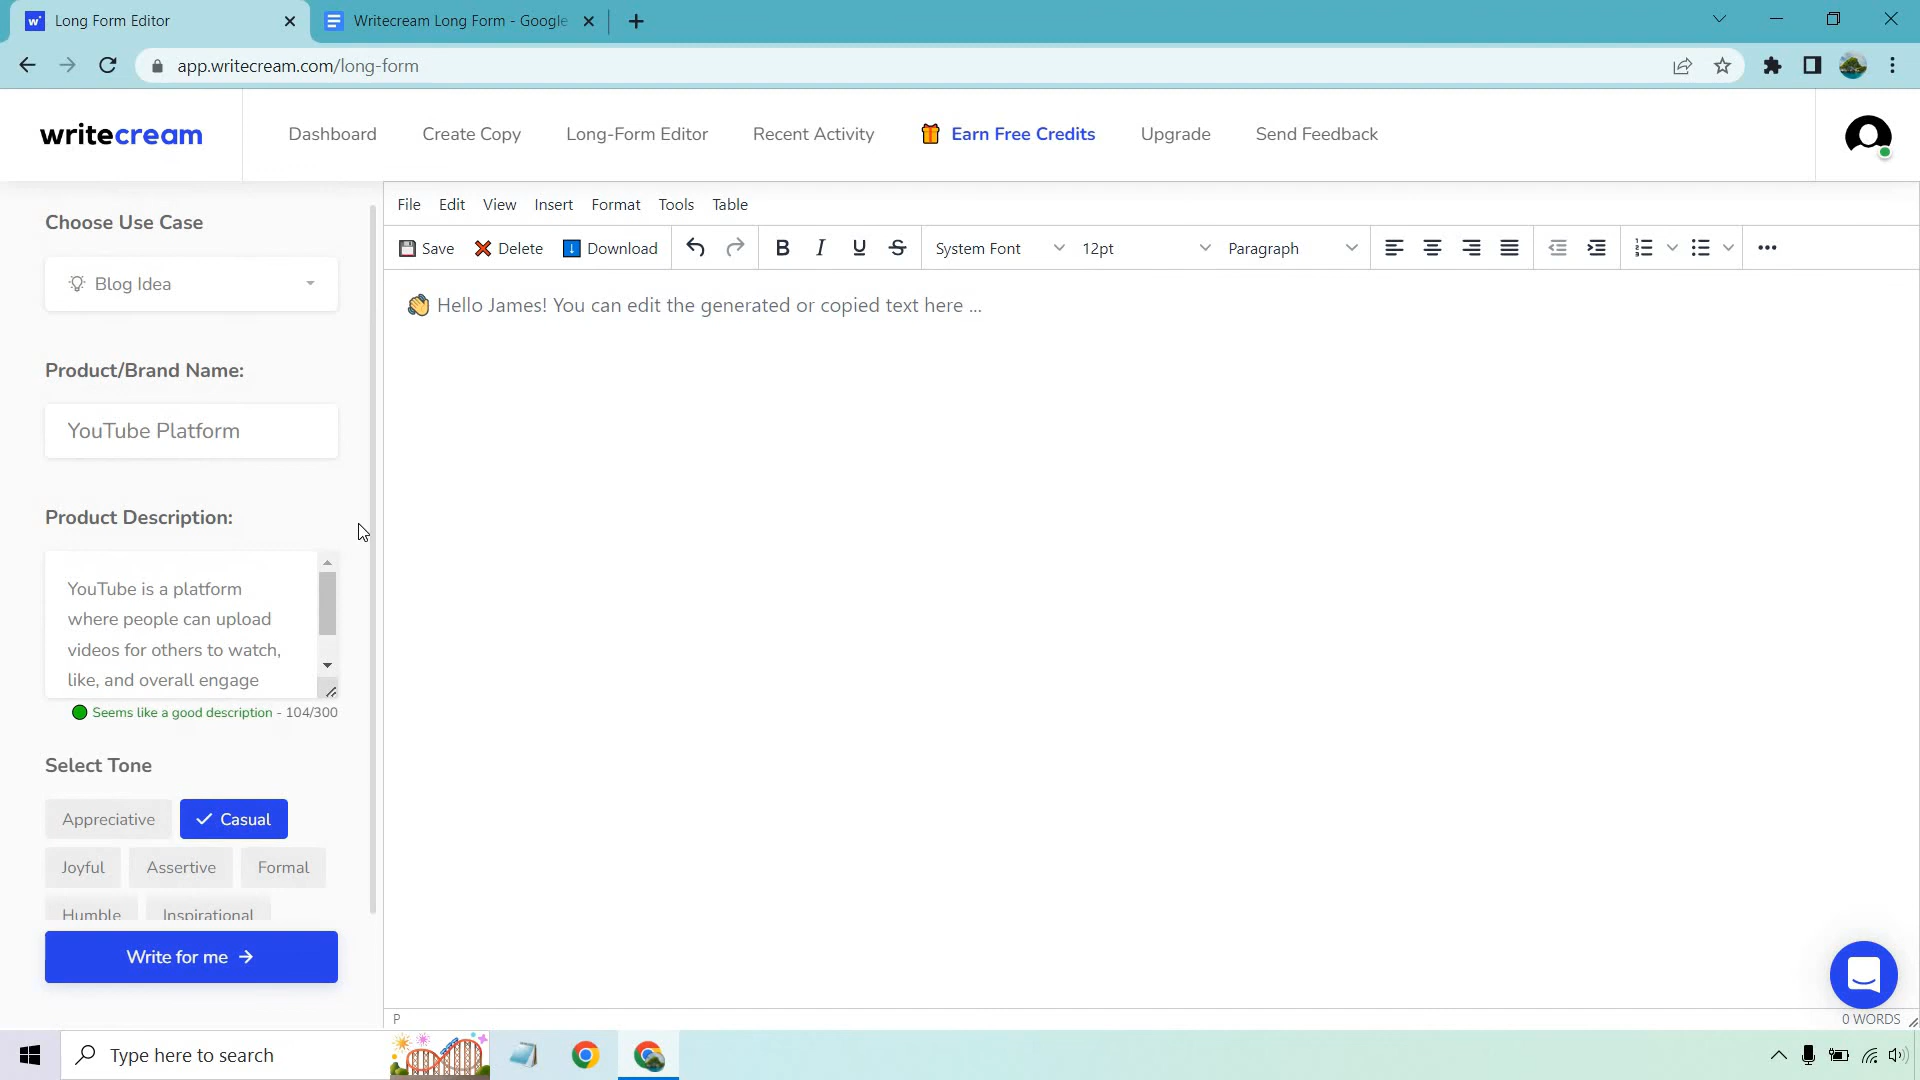 Long Form Editor
Writecream Long Form - Google
app.writecream.com/long-form
writecream
Dashboard
Create Copy
Long-Form Editor
Recent Activity
Earn Free Credits
Upgrade
Send Feedback
Choose Use Case
Blog Idea
Product/Brand Name:
YouTube Platform
Product Description:
YouTube is a platform
where people can upload
videos for others to watch,
like, and overall engage
Seems like a good description - 104/300
Select Tone
Appreciative
Casual
Joyful
Assertive
Formal
Humble
Inspirational
Write for me
File Edit View Insert Format Tools Table
Save
Delete
Download
B I U S
System Font
12pt
Paragraph
Hello James! You can edit the generated or copied text here ...
P
0 WORDS
Type here to search